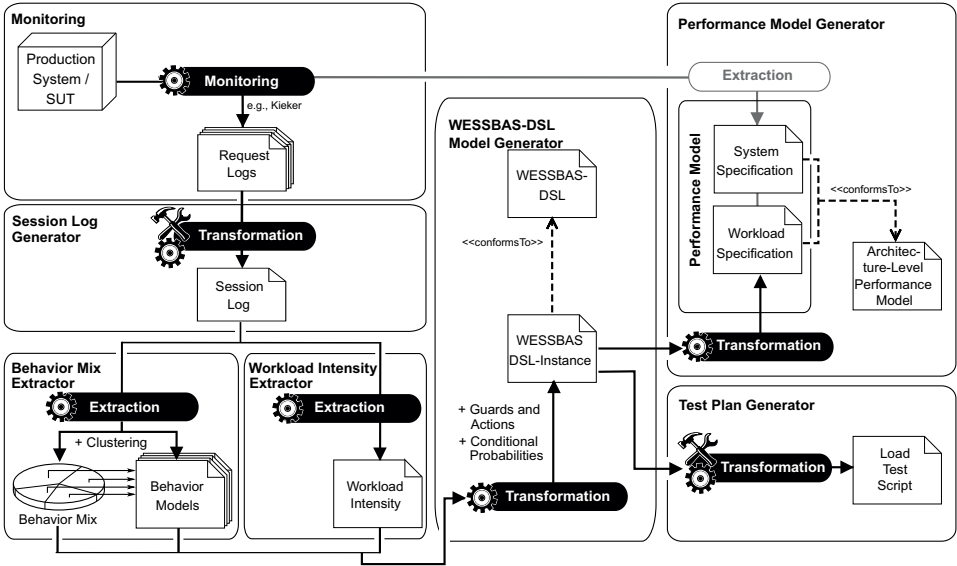 Monitoring
Production
System /
SUT
Monitoring
e.g., Kieker
Request
Logs
Session Log
Generator
Transformation
Session
Log
Behavior Mix
Extractor
Extraction
+ Clustering
Behavior Mix
Behavior
Models
Workload Intensity
Extractor
Extraction
Workload
Intensity
WESSBAS-DSL
Model Generator
WESSBAS-
DSL
<<conformsTo>>
WESSBAS
DSL-Instance
+ Guards and
Actions
+ Conditional
Probabilities
Transformation
Performance Model Generator
Extraction
Performance Model
System
Specification
Workload
Specification
<<conformsTo>>
Architec-
ture-Level
Performance
Model
Transformation
Test Plan Generator
Transformation
Load
Test
Script